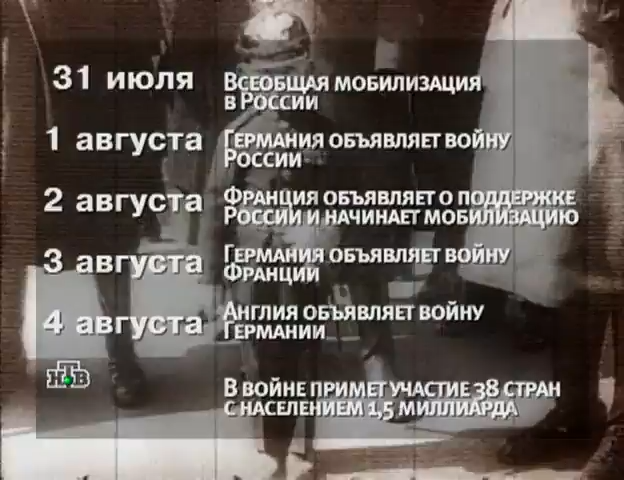 31 июля
Всеобщая мобилизация
в России
1 августа
Германия объявляет войну
России
2 августа
Франция объявляет о поддержке
России и начинает мобилизацию
3 августа
Германия объявляет войну
Франции
4 августа
Англия объявляет войну
Германии
НТВ
В войне примет участие 38 стран
с населением 1,5 миллиарда